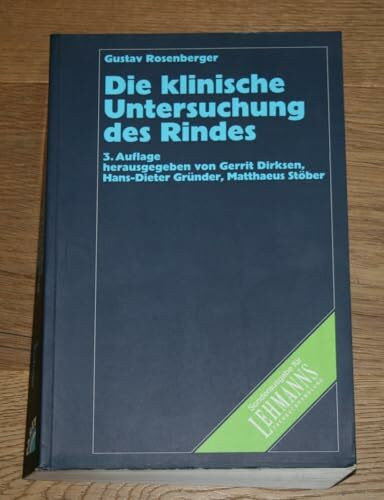 Gustav Rosenberger
Die klinische
Untersuchung
des Rindes
3. Auflage
herausgegeben von Gerrit Dirksen,
Hans-Dieter Gründer, Matthaeus Stöber
Sonderausgabe für
LEHMANNS
FACHBUCHHANDLUNG